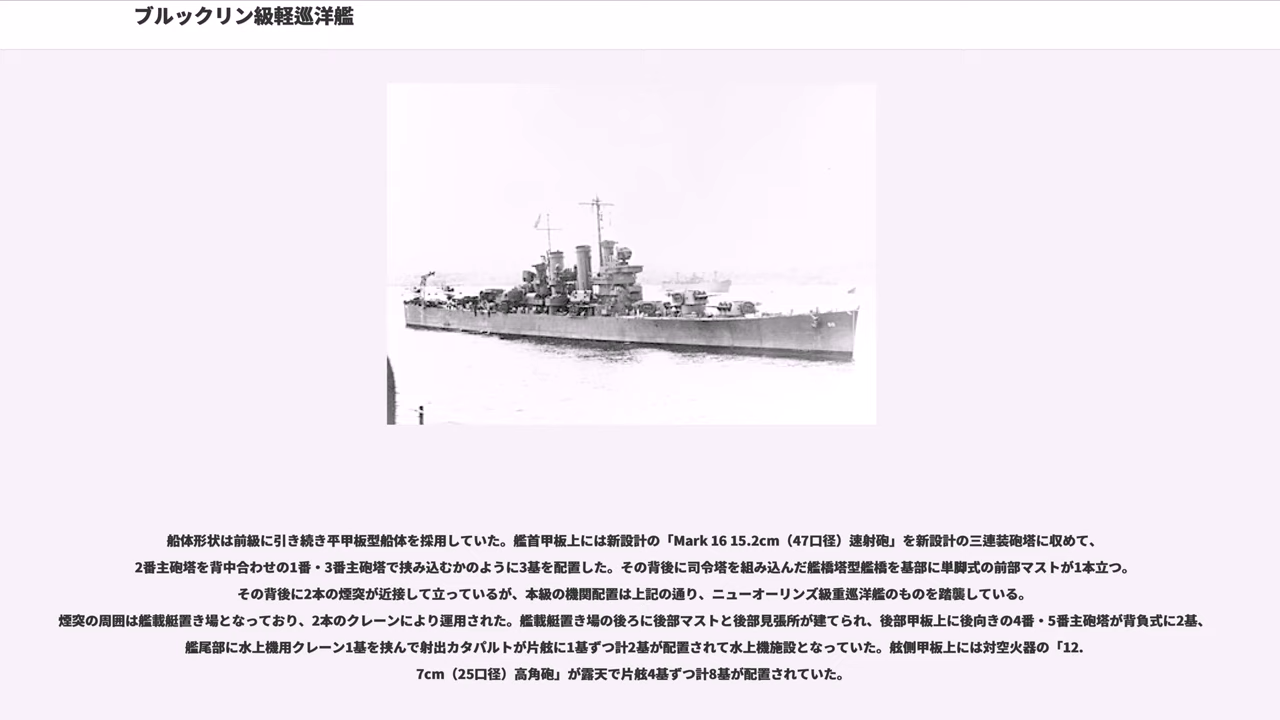 ブルックリン級軽巡洋艦
船体形状は前級に引き続き平甲板型船体を採用していた。艦首甲板上には新設計の「Mark 16 15.2cm（47口径）速射砲」を新設計の三連装砲塔に収めて、
2番主砲塔を背中合わせの1番・3番主砲塔で挟み込むかのように3基を配置した。その背後に司令塔を組み込んだ艦橋塔型艦橋を基部に単脚式の前部マストが1本立つ。
その背後に2本の煙突が近接して立っているが、本級の機関配置は上記の通り、ニューオーリンズ級重巡洋艦のものを踏襲している。
煙突の周囲は艦載艇置き場となっており、2本のクレーンにより運用された。艦載艇置き場の後ろに後部マストと後部見張所が建てられ、後部甲板上に後向きの4番・5番主砲塔が背負式に2基、
艦尾部に水上機用クレーン1基を挟んで射出カタパルトが片舷に1基ずつ計2基が配置されて水上機施設となっていた。舷側甲板上には対空火器の「12.
7cm（25口径）高角砲」が露天で片舷4基ずつ計8基が配置されていた。